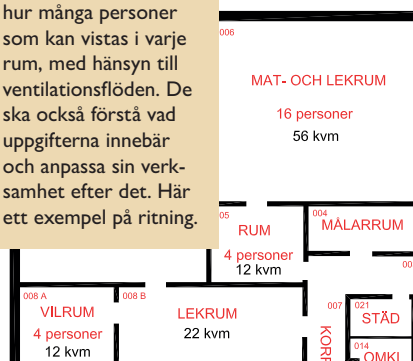 hur många personer
som kan vistas i varje
rum, med hänsyn till
ventilationsflöden. De
ska också förstå vad
uppgifterna innebär
och anpassa sin verk-
samhet efter det. Här
ett exempel på ritning.
006
MAT- OCH LEKRUM
16 personer
56 kvm
05
RUM
4 personer
12 kvm
004
MÅLARRUM
00
008 A
VILRUM
4 personer
12 kvm
008 B
LEKRUM
22 kvm
007
KORR
021
STÄD
014
OMKL